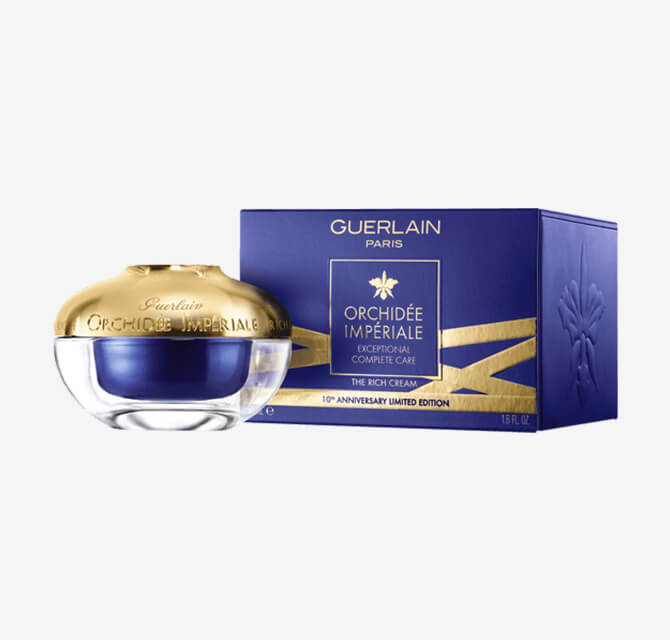 Guerlain
ORCHIDÉE IMPÉRIALE RICH
GUERLAIN
PARIS
ORCHIDÉE
IMPÉRIALE
EXCEPTIONAL
COMPLETE CARE
THE RICH CREAM
10th ANNIVERSARY LIMITED EDITION
1.6 FL. OZ.